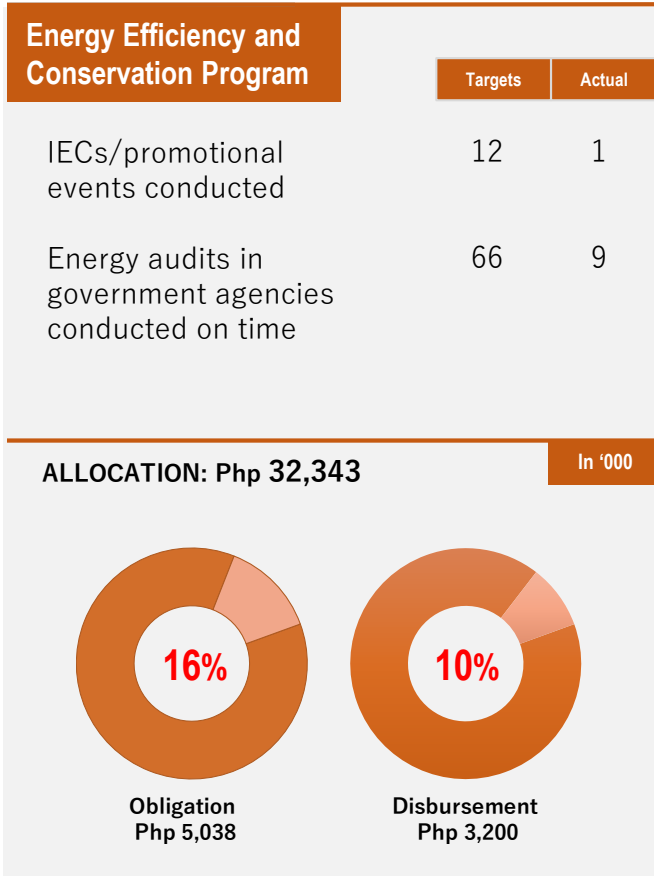 Energy Efficiency and
Conservation Program
Targets Actual
IECs/promotional 12 1
events conducted
Energy audits in 66 9
government agencies
conducted on time
ALLOCATION: Php 32,343
In ‘000
16% 10%
Obligation Disbursement
Php 5,038 Php 3,200